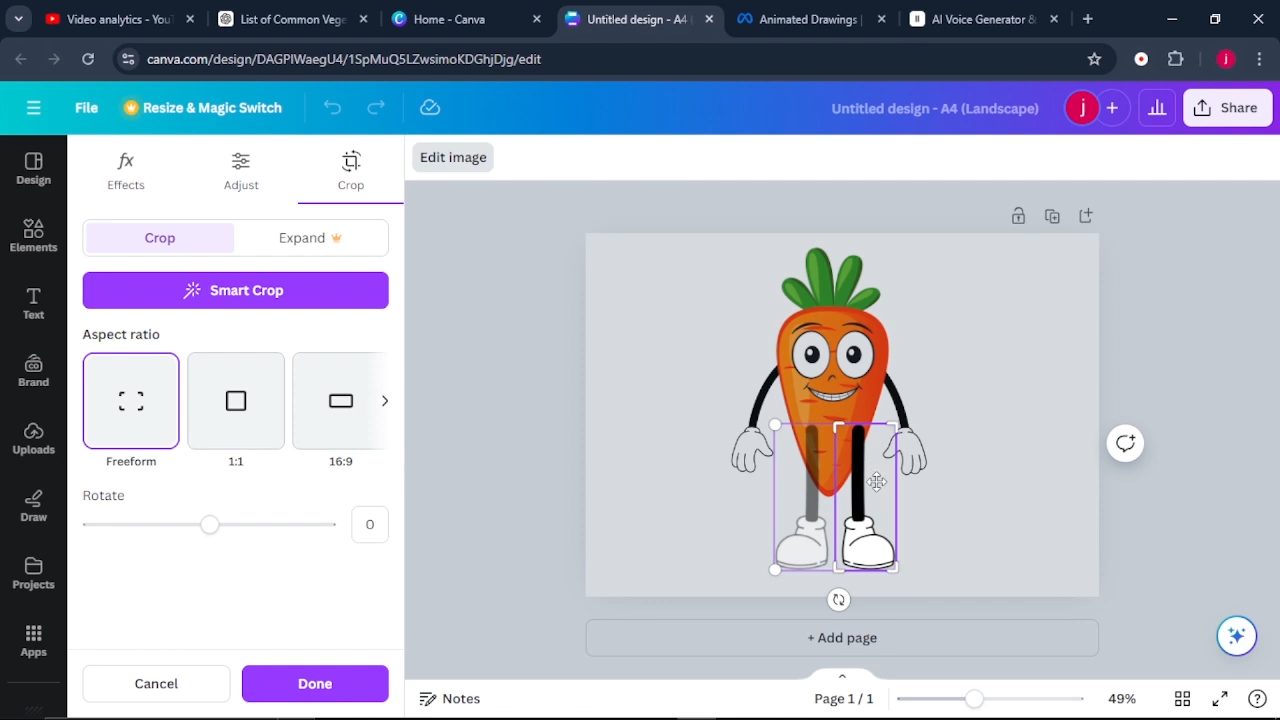 Video analytics - YouT
List of Common Vege
Home - Canva
Untitled design - A4 (
Animated Drawings |
AI Voice Generator &
canva.com/design/DAGPIWaegU4/1SpMuQ5LZwsimoKDGhjDjg/edit
File
Resize & Magic Switch
Untitled design - A4 (Landscape)
j
Share
Design
Elements
Text
Brand
Uploads
Draw
Projects
Apps
Effects
Adjust
Crop
Crop
Expand
Smart Crop
Aspect ratio
Freeform
1:1
16:9
Rotate
0
Cancel
Done
Edit image
+ Add page
Notes
Page 1 / 1
49%